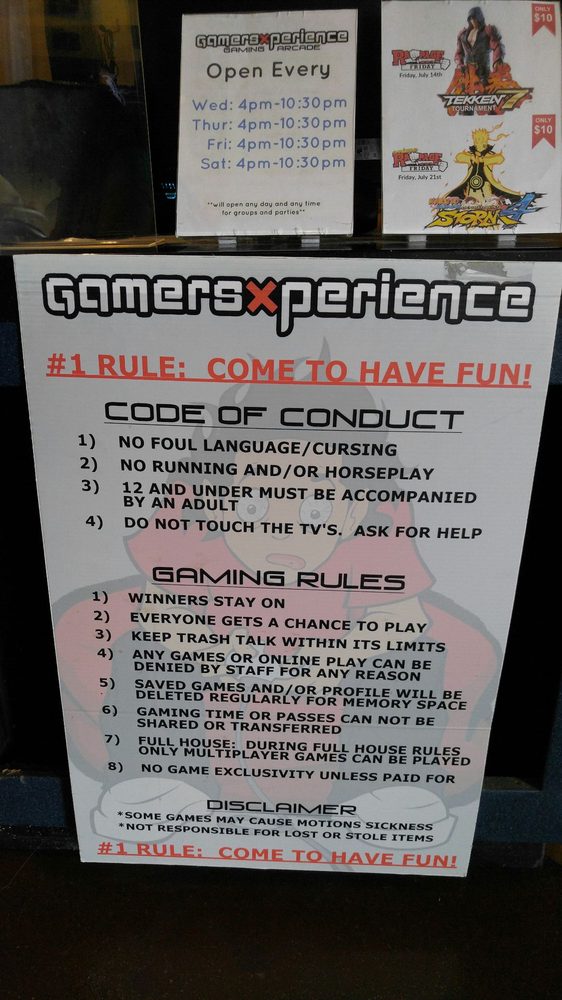 gamersxperience
GAMING ARCADE
Open Every
Wed: 4pm-10:30pm
Thur: 4pm-10:30pm
Fri: 4pm-10:30pm
Sat: 4pm-10:30pm
**will open any day and any time
for groups and parties**
ONLY
$10
FRIDAY
Friday, July 14th
TEKKEN 7
TOURNAMENT
ONLY
$10
FRIDAY
Friday, July 21st
STORM 4
gamersxperience
#1 RULE: COME TO HAVE FUN!
CODE OF CONDUCT
1) NO FOUL LANGUAGE/CURSING
2) NO RUNNING AND/OR HORSEPLAY
3) 12 AND UNDER MUST BE ACCOMPANIED
BY AN ADULT
4) DO NOT TOUCH THE TV'S. ASK FOR HELP
GAMING RULES
1) WINNERS STAY ON
2) EVERYONE GETS A CHANCE TO PLAY
3) KEEP TRASH TALK WITHIN ITS LIMITS
4) ANY GAMES OR ONLINE PLAY CAN BE
DENIED BY STAFF FOR ANY REASON
5) SAVED GAMES AND/OR PROFILE WILL BE
DELETED REGULARLY FOR MEMORY SPACE
6) GAMING TIME OR PASSES CAN NOT BE
SHARED OR TRANSFERRED
7) FULL HOUSE: DURING FULL HOUSE RULES
ONLY MULTIPLAYER GAMES CAN BE PLAYED
8) NO GAME EXCLUSIVITY UNLESS PAID FOR
DISCLAIMER
*SOME GAMES MAY CAUSE MOTIONS SICKNESS
*NOT RESPONSIBLE FOR LOST OR STOLE ITEMS
#1 RULE: COME TO HAVE FUN!